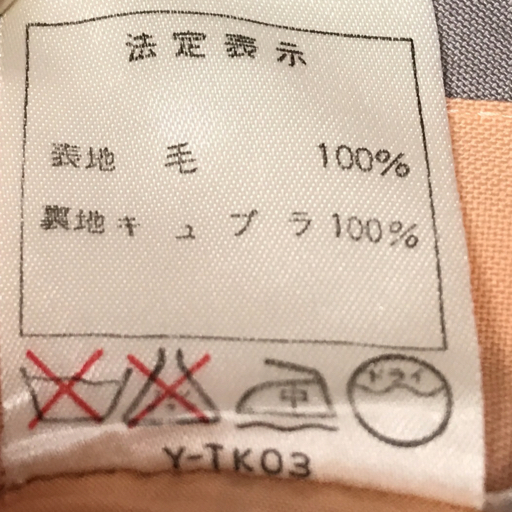 法定表示
表地 毛 100%
裏地 キュプラ 100%
中 ドライ
Y-TK03